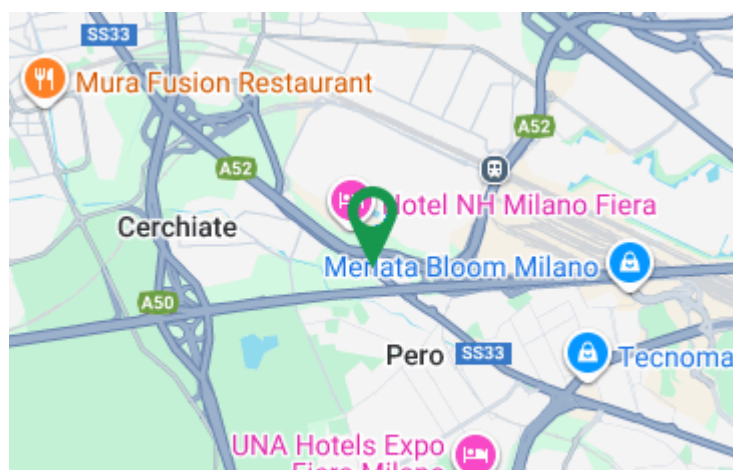 SS33
Mura Fusion Restaurant
A52
A52
Hotel NH Milano Fiera
Cerchiate
Merlata Bloom Milano
A50
Pero
SS33
Tecnoma
UNA Hotels Expo
Fiera Milano